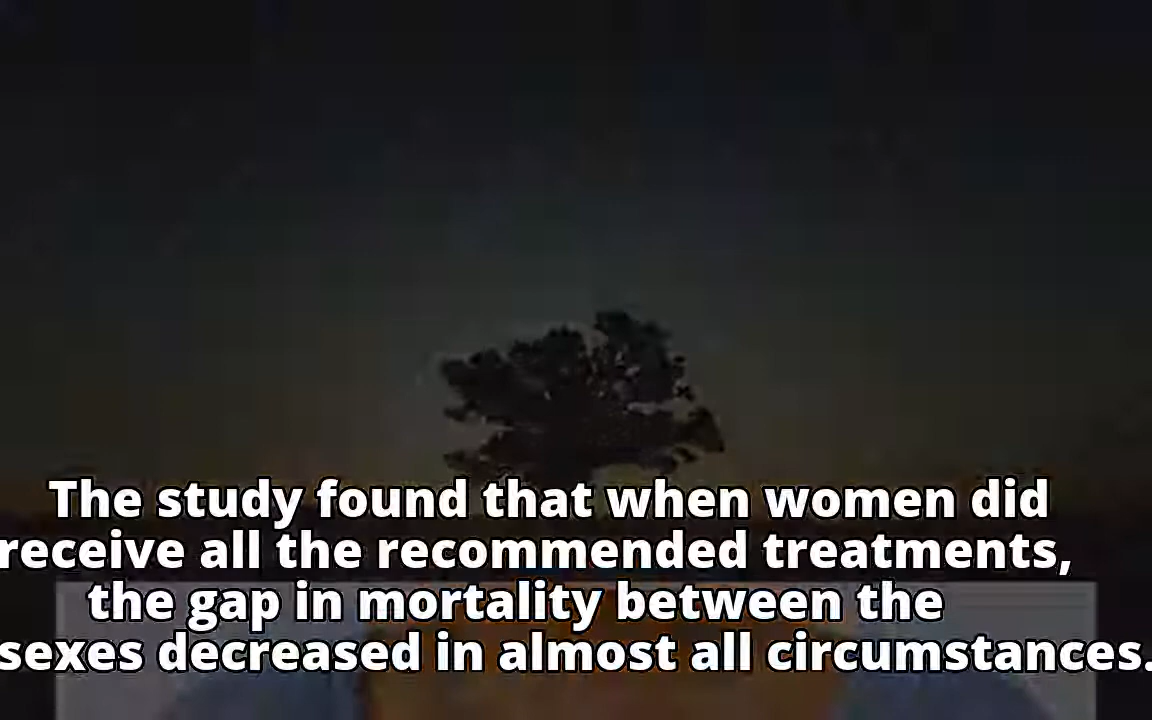 The study found that when women did
receive all the recommended treatments,
the gap in mortality between the
sexes decreased in almost all circumstances.